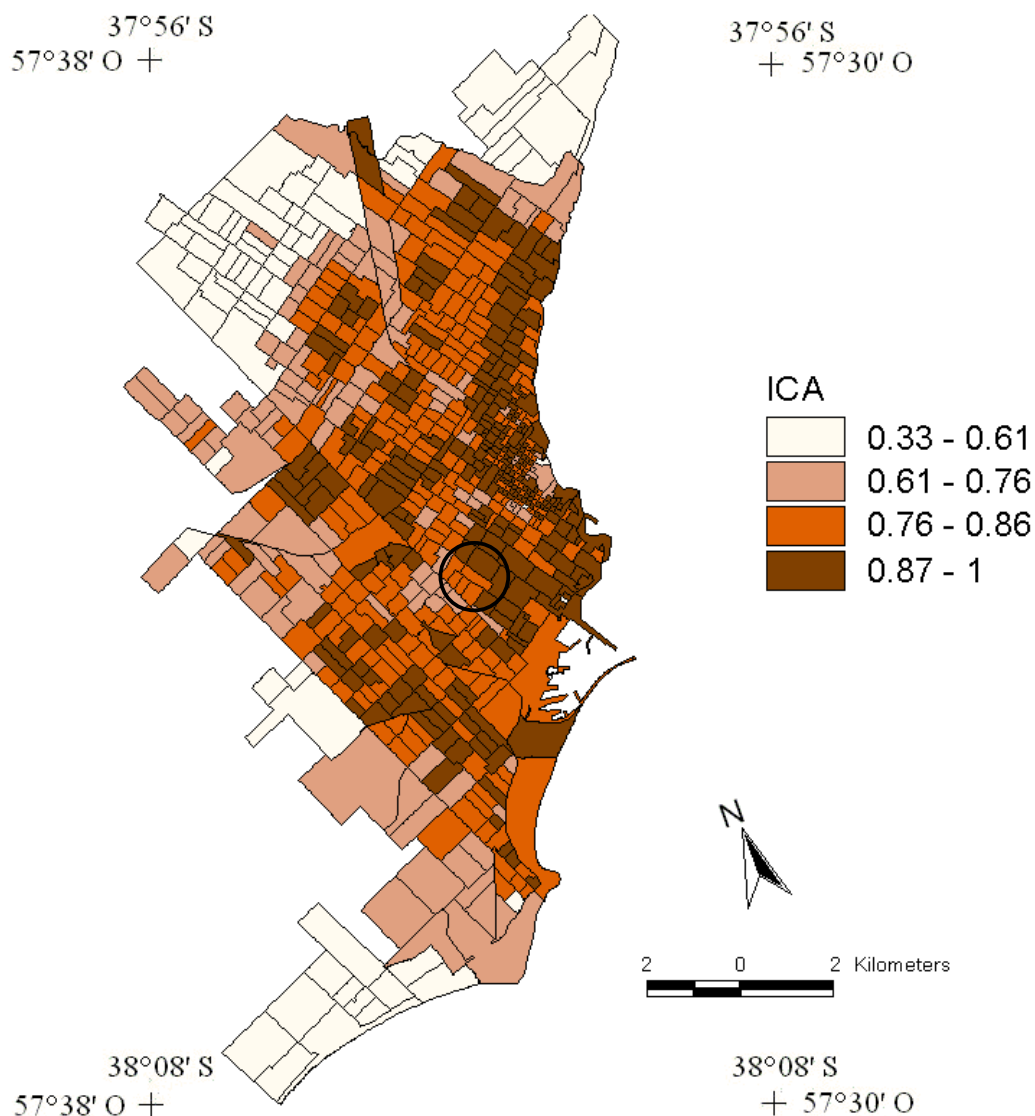 37°56' S
57°38' O
37°56' S
57°30' O
ICA
0.33 - 0.61
0.61 - 0.76
0.76 - 0.86
0.87 - 1
N
2 0 2 Kilometers
38°08' S
57°38' O
38°08' S
57°30' O